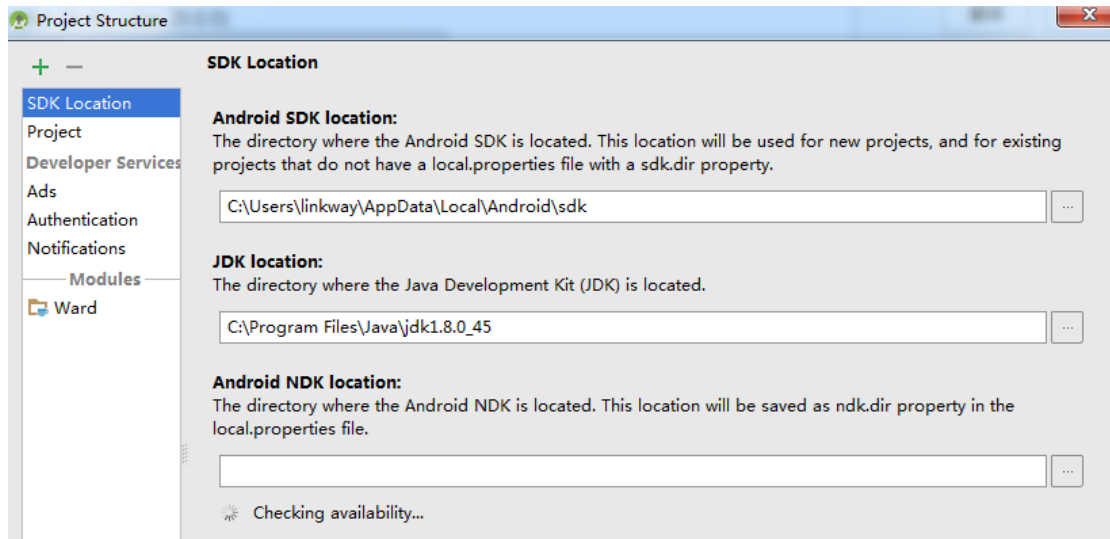 Project Structure
SDK Location
Project
Developer Services
Ads
Authentication
Notifications
Modules
Ward
SDK Location
Android SDK location:
The directory where the Android SDK is located. This location will be used for new projects, and for existing
projects that do not have a local.properties file with a sdk.dir property.
C:\Users\linkway\AppData\Local\Android\sdk
...
JDK location:
The directory where the Java Development Kit (JDK) is located.
C:\Program Files\Java\jdk1.8.0_45
...
Android NDK location:
The directory where the Android NDK is located. This location will be saved as ndk.dir property in the
local.properties file.
...
Checking availability...